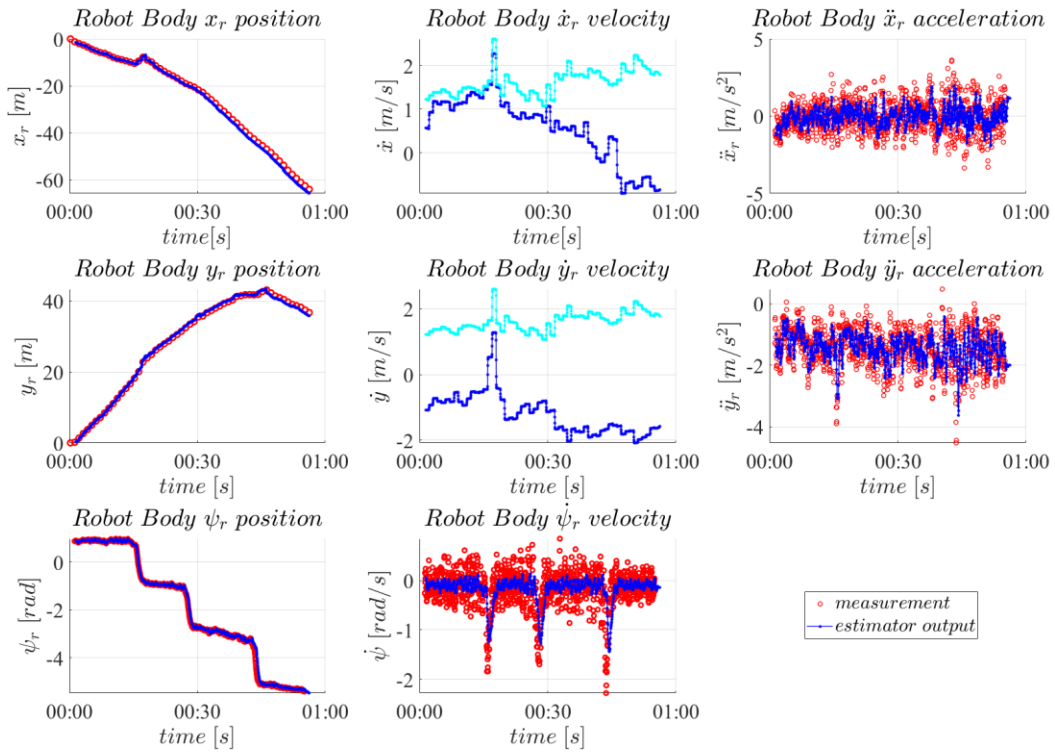 Robot Body x_r position
0
-20
-40
-60
x_r [m]
00:00 00:30 01:00
time[s]
Robot Body ẋ_r velocity
2
1
0
ẋ [m/s]
00:00 00:30 01:00
time[s]
Robot Body ẍ_r acceleration
5
0
-5
ẍ_r [m/s²]
00:00 00:30 01:00
time[s]
Robot Body y_r position
40
20
0
y_r [m]
00:00 00:30 01:00
time [s]
Robot Body ẏ_r velocity
2
0
-2
ẏ [m/s]
00:00 00:30 01:00
time [s]
Robot Body ÿ_r acceleration
0
-2
-4
ÿ_r [m/s²]
00:00 00:30 01:00
time [s]
Robot Body ψ_r position
0
-2
-4
ψ_r [rad]
00:00 00:30 01:00
time [s]
Robot Body ψ̇_r velocity
0
-1
-2
ψ̇ [rad/s]
00:00 00:30 01:00
time [s]
measurement
estimator output